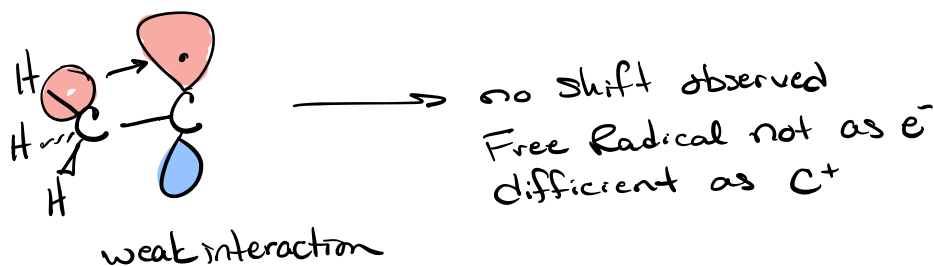 H
H C C
H
weak interaction
no shift observed
Free Radical not as e⁻
difficient as C⁺